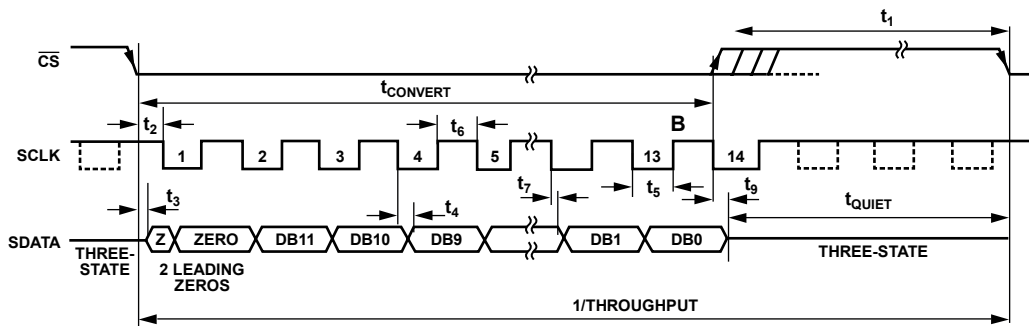 t1
CS
tCONVERT
t2
t6
B
SCLK
1 2 3 4 5 13 14
t3
t4
t7
t5
t9
tQUIET
SDATA
Z ZERO DB11 DB10 DB9 DB1 DB0
THREE-
STATE
2 LEADING
ZEROS
THREE-STATE
1/THROUGHPUT